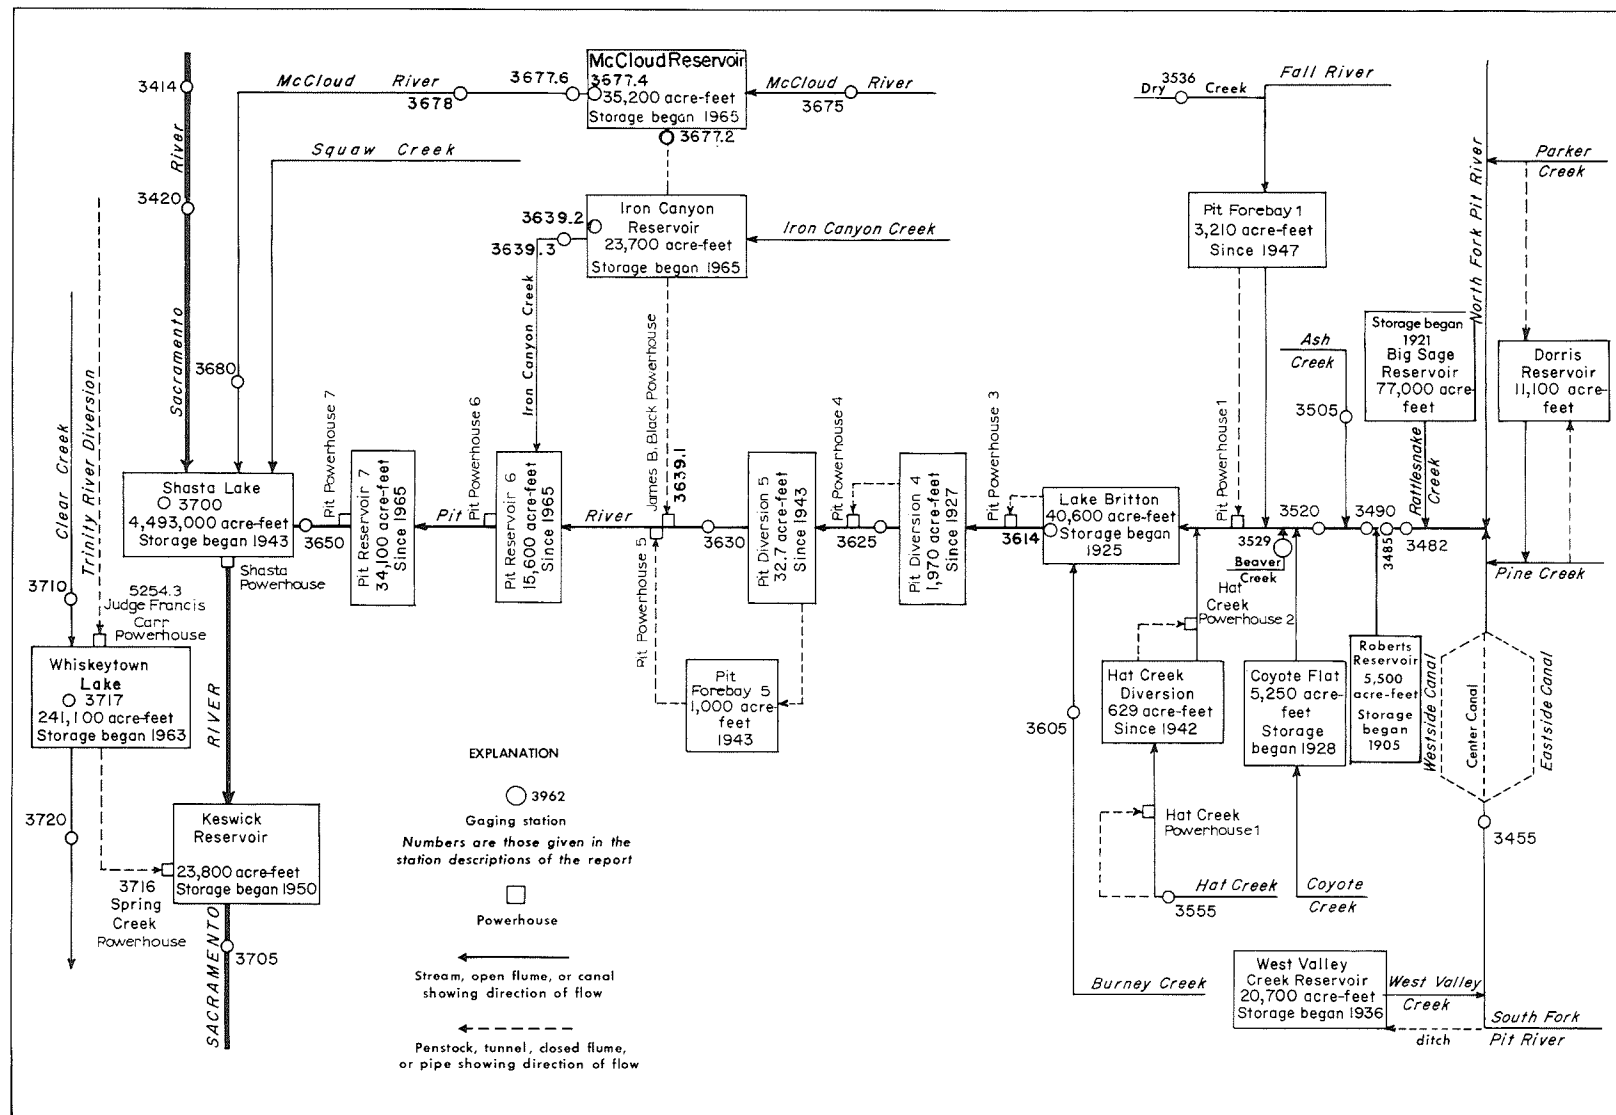 McCloud Reservoir
3677.4
35,200 acre-feet
Storage began 1965
3677.6
3678
McCloud River
McCloud River
3675
3677.2
3414
Sacramento River
3420
Squaw Creek
3680
Iron Canyon
Reservoir
23,700 acre-feet
Storage began 1965
3639.2
3639.3
Iron Canyon Creek
Iron Canyon Creek
James B. Black Powerhouse
3639.1
3536
Dry Creek
Fall River
Pit Forebay 1
3,210 acre-feet
Since 1947
Pit Powerhouse 1
North Fork Pit River
Parker
Creek
Ash
Creek
3505
Storage began
1921
Big Sage
Reservoir
77,000 acre-
feet
Rattlesnake
Creek
Dorris
Reservoir
11,100 acre-
feet
Pine Creek
Clear Creek
Trinity River Diversion
Shasta Lake
3700
4,493,000 acre-feet
Storage began 1943
3650
Pit Powerhouse 7
Pit Reservoir 7
34,100 acre-feet
Since 1965
Pit River
Pit Powerhouse 6
Pit Reservoir 6
15,600 acre-feet
Since 1965
Pit Powerhouse 5
3630
Pit Diversion 5
32.7 acre-feet
Since 1943
Pit Powerhouse 4
3625
Pit Diversion 4
1,970 acre-feet
Since 1927
Pit Powerhouse 3
3614
Lake Britton
40,600 acre-feet
Storage began
1925
3520
3529
Beaver
Creek
3490
3485
3482
Shasta
Powerhouse
3710
5254.3
Judge Francis
Carr
Powerhouse
Whiskeytown
Lake
3717
241,100 acre-feet
Storage began 1963
RIVER
Pit
Forebay 5
1,000 acre-
feet
1943
3605
Hat
Creek
Powerhouse 2
Hat Creek
Diversion
629 acre-feet
Since 1942
Coyote Flat
5,250 acre-
feet
Storage
began 1928
Roberts
Reservoir
5,500
acre-feet
Storage
began
1905
Westside Canal
Center Canal
Eastside Canal
3720
Keswick
Reservoir
23,800 acre-feet
Storage began 1950
3716
Spring
Creek
Powerhouse
SACRAMENTO
3705
Hat Creek
Powerhouse 1
Hat Creek
3555
Coyote
Creek
3455
Burney Creek
West Valley
Creek Reservoir
20,700 acre-feet
Storage began 1936
West Valley
Creek
ditch
South Fork
Pit River
EXPLANATION
3962
Gaging station
Numbers are those given in the
station descriptions of the report
Powerhouse
Stream, open flume, or canal
showing direction of flow
Penstock, tunnel, closed flume,
or pipe showing direction of flow